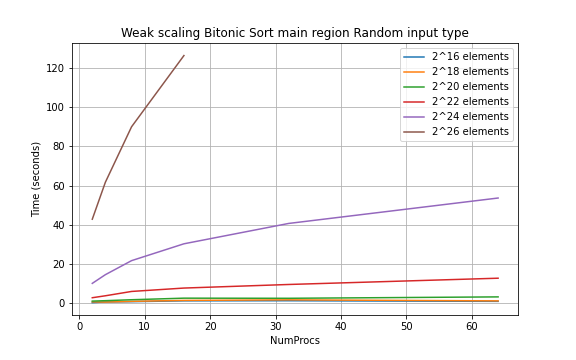 Weak scaling Bitonic Sort main region Random input type
2^16 elements
2^18 elements
2^20 elements
2^22 elements
2^24 elements
2^26 elements
Time (seconds)
120
100
80
60
40
20
0
0 10 20 30 40 50 60
NumProcs